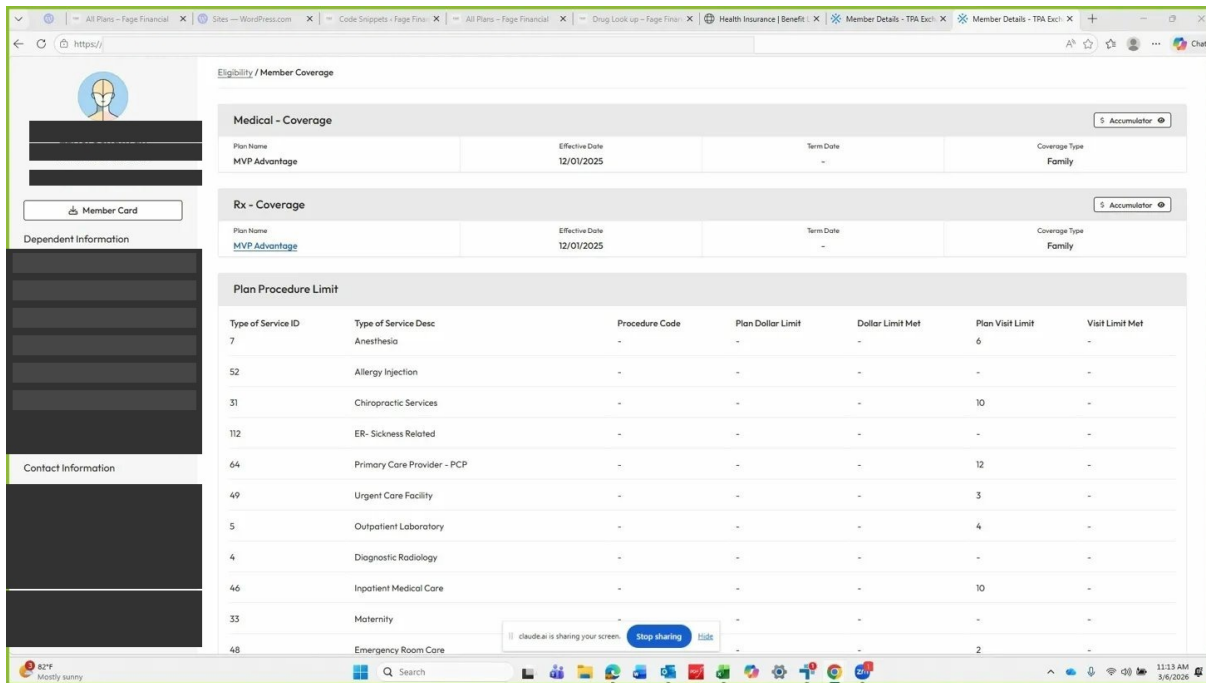 All Plans – Fage Financial
Sites — WordPress.com
Code Snippets ‹ Fage Finan
All Plans – Fage Financial
Drug Look up – Fage Finan
Health Insurance | Benefit
Member Details - TPA Exch
Member Details - TPA Exch
https://
Chat
Eligibility / Member Coverage
Medical - Coverage
$ Accumulator
Plan Name Effective Date Term Date Coverage Type
MVP Advantage 12/01/2025 - Family
Member Card
Rx - Coverage
$ Accumulator
Plan Name Effective Date Term Date Coverage Type
MVP Advantage 12/01/2025 - Family
Dependent Information
Plan Procedure Limit
Type of Service ID Type of Service Desc Procedure Code Plan Dollar Limit Dollar Limit Met Plan Visit Limit Visit Limit Met
7 Anesthesia - - - 6 -
52 Allergy Injection - - - - -
31 Chiropractic Services - - - 10 -
112 ER- Sickness Related - - - - -
64 Primary Care Provider - PCP - - - 12 -
Contact Information
49 Urgent Care Facility - - - 3 -
5 Outpatient Laboratory - - - 4 -
4 Diagnostic Radiology - - - - -
46 Inpatient Medical Care - - - 10 -
33 Maternity - - -
claude.ai is sharing your screen. Stop sharing Hide
48 Emergency Room Care - - 2 -
3
82°F
Mostly sunny
Search
11:13 AM
3/6/2026